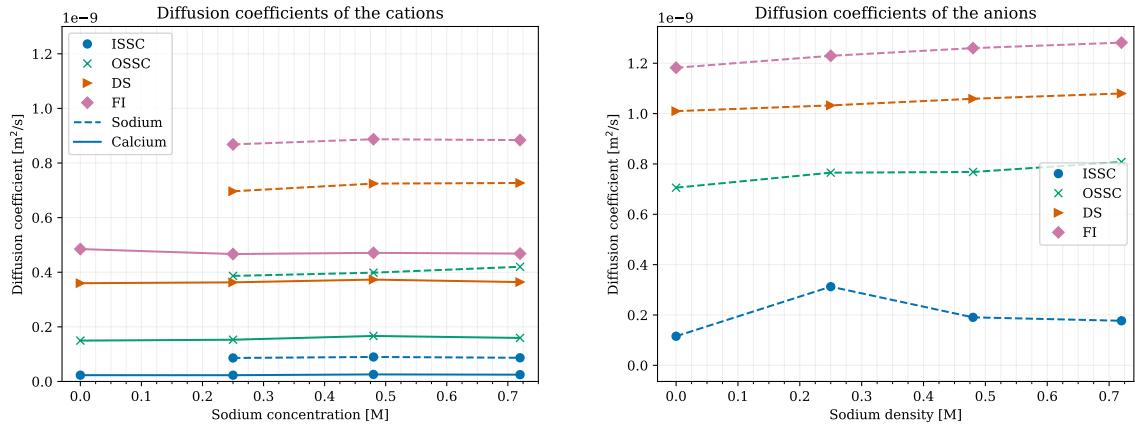 Diffusion coefficients of the cations
1e−9
Diffusion coefficient [m²/s]
1.2
1.0
0.8
0.6
0.4
0.2
0.0
ISSC
OSSC
DS
FI
Sodium
Calcium
0.0 0.1 0.2 0.3 0.4 0.5 0.6 0.7
Sodium concentration [M]
Diffusion coefficients of the anions
1e−9
Diffusion coefficient [m²/s]
1.2
1.0
0.8
0.6
0.4
0.2
0.0
ISSC
OSSC
DS
FI
0.0 0.1 0.2 0.3 0.4 0.5 0.6 0.7
Sodium density [M]